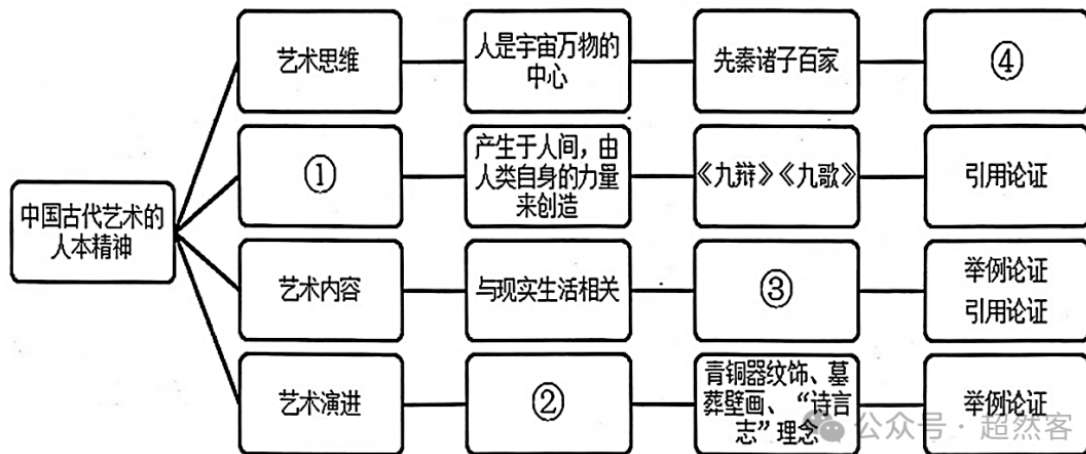 中国古代艺术的
人本精神
艺术思维
人是宇宙万物的
中心
先秦诸子百家
④
①
产生于人间，由
人类自身的力量
来创造
《九辩》《九歌》
引用论证
艺术内容
与现实生活相关
③
举例论证
引用论证
艺术演进
②
青铜器纹饰、墓
葬壁画、“诗言
志”理念
举例论证
公众号·超然客